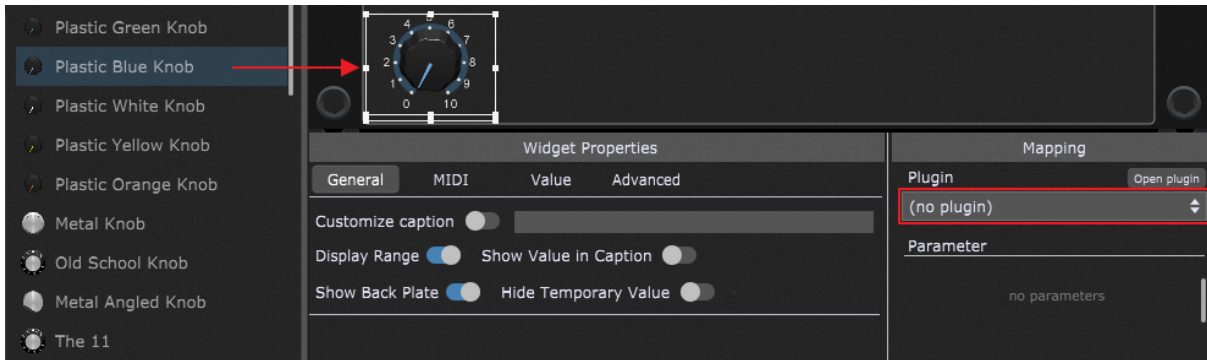 Plastic Green Knob
Plastic Blue Knob
Plastic White Knob
Plastic Yellow Knob
Plastic Orange Knob
Metal Knob
Old School Knob
Metal Angled Knob
The 11
0 1 2 3 4 5 6 7 8 9 10
Widget Properties
General MIDI Value Advanced
Customize caption
Display Range Show Value in Caption
Show Back Plate Hide Temporary Value
Mapping
Plugin Open plugin
(no plugin)
Parameter
no parameters